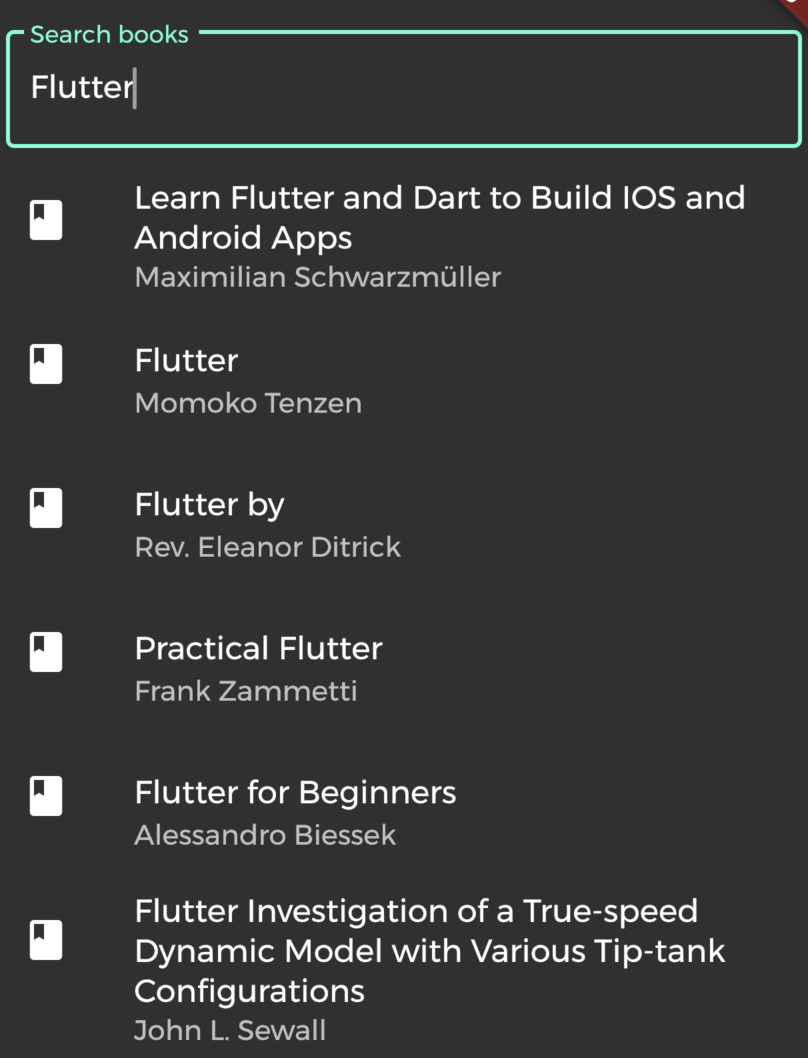 Search books
Flutter
Learn Flutter and Dart to Build IOS and
Android Apps
Maximilian Schwarzmüller
Flutter
Momoko Tenzen
Flutter by
Rev. Eleanor Ditrick
Practical Flutter
Frank Zammetti
Flutter for Beginners
Alessandro Biessek
Flutter Investigation of a True-speed
Dynamic Model with Various Tip-tank
Configurations
John L. Sewall